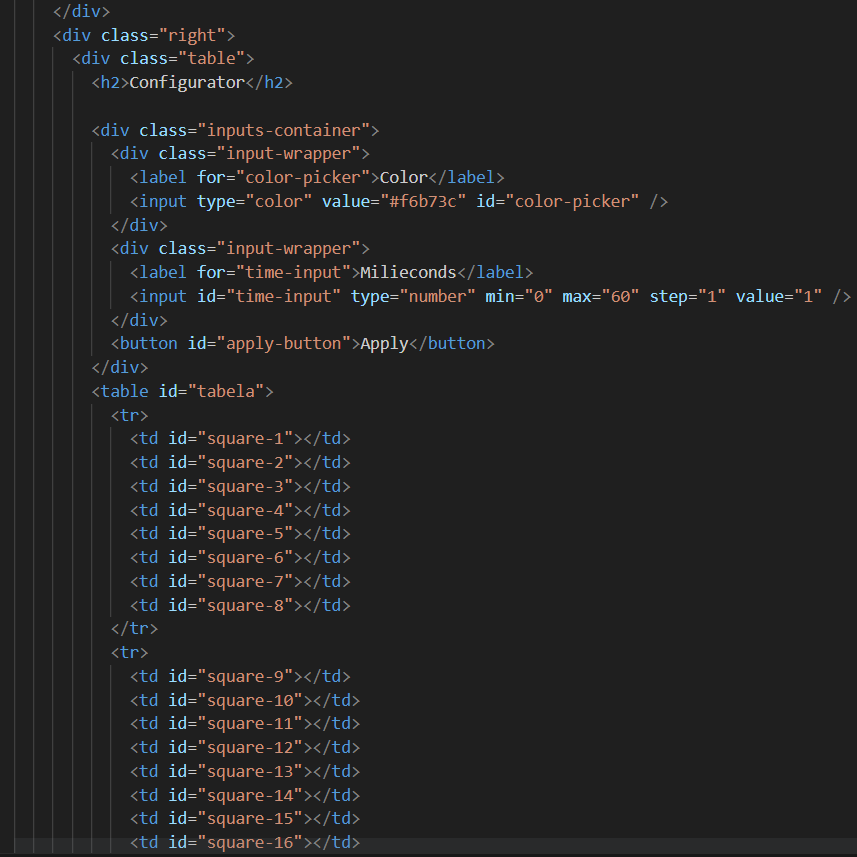 </div>
<div class="right">
<div class="table">
<h2>Configurator</h2>
<div class="inputs-container">
<div class="input-wrapper">
<label for="color-picker">Color</label>
<input type="color" value="#f6b73c" id="color-picker" />
</div>
<div class="input-wrapper">
<label for="time-input">Milieconds</label>
<input id="time-input" type="number" min="0" max="60" step="1" value="1" />
</div>
<button id="apply-button">Apply</button>
</div>
<table id="tabela">
<tr>
<td id="square-1"></td>
<td id="square-2"></td>
<td id="square-3"></td>
<td id="square-4"></td>
<td id="square-5"></td>
<td id="square-6"></td>
<td id="square-7"></td>
<td id="square-8"></td>
</tr>
<tr>
<td id="square-9"></td>
<td id="square-10"></td>
<td id="square-11"></td>
<td id="square-12"></td>
<td id="square-13"></td>
<td id="square-14"></td>
<td id="square-15"></td>
<td id="square-16"></td>